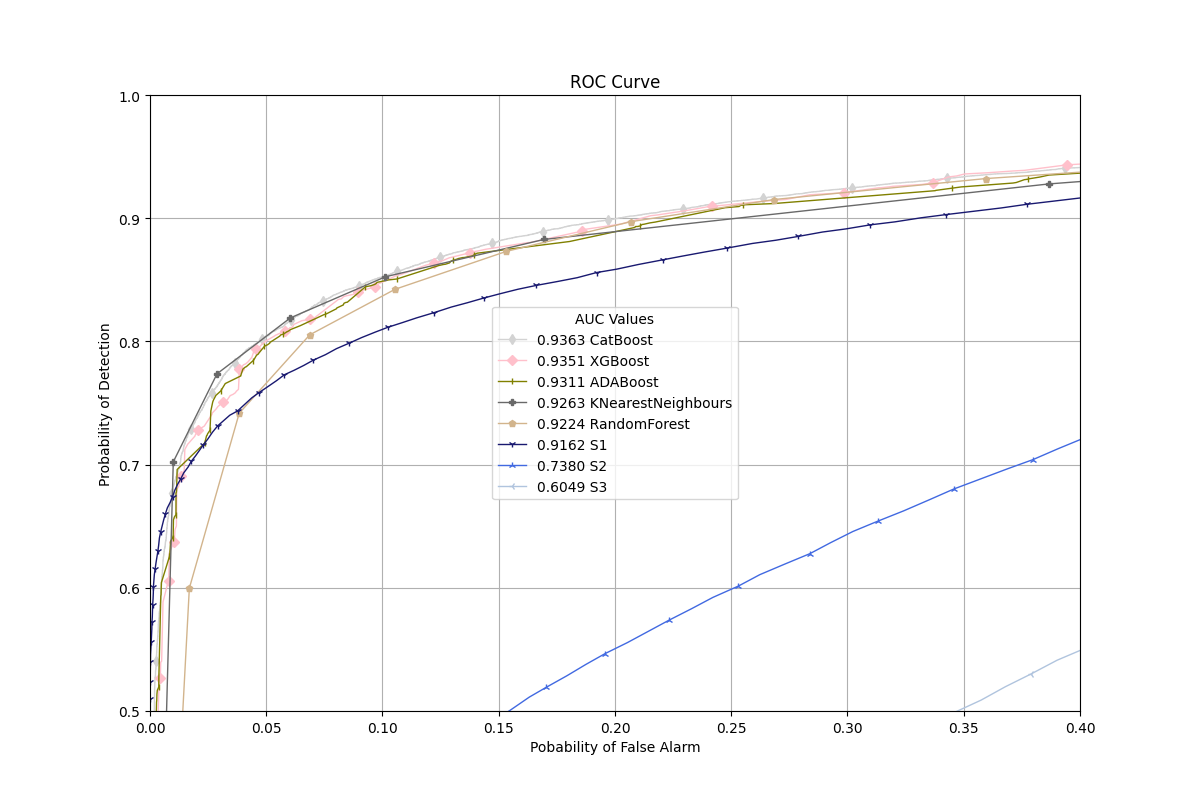 ROC Curve
1.0
0.9
0.8
0.7
0.6
0.5
Probability of Detection
AUC Values
0.9363 CatBoost
0.9351 XGBoost
0.9311 ADABoost
0.9263 KNearestNeighbours
0.9224 RandomForest
0.9162 S1
0.7380 S2
0.6049 S3
0.00 0.05 0.10 0.15 0.20 0.25 0.30 0.35 0.40
Pobability of False Alarm